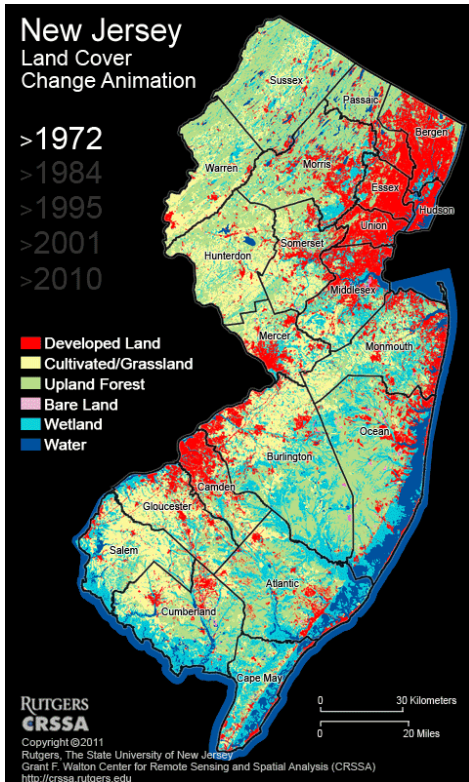 New Jersey
Land Cover
Change Animation
>1972
>1984
>1995
>2001
>2010
Developed Land
Cultivated/Grassland
Upland Forest
Bare Land
Wetland
Water
Sussex
Passaic
Bergen
Warren
Morris
Essex
Hudson
Union
Somerset
Hunterdon
Middlesex
Mercer
Monmouth
Ocean
Burlington
Camden
Gloucester
Salem
Atlantic
Cumberland
Cape May
0 30 Kilometers
0 20 Miles
RUTGERS
CRSSA
Copyright ©2011
Rutgers, The State University of New Jersey
Grant F. Walton Center for Remote Sensing and Spatial Analysis (CRSSA)
http://crssa.rutgers.edu